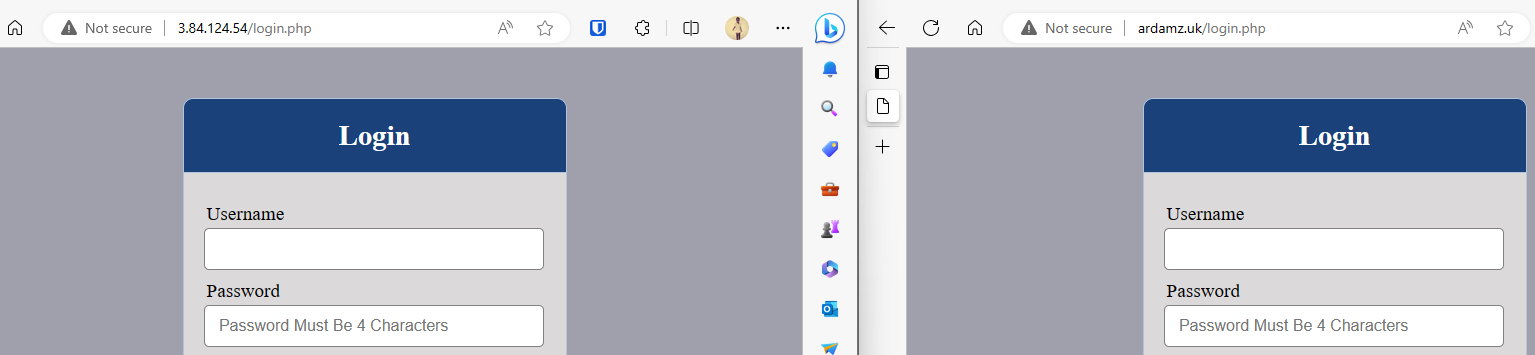 Not secure 3.84.124.54/login.php
Not secure ardamz.uk/login.php
Login
Username
Password
Password Must Be 4 Characters
Login
Username
Password
Password Must Be 4 Characters